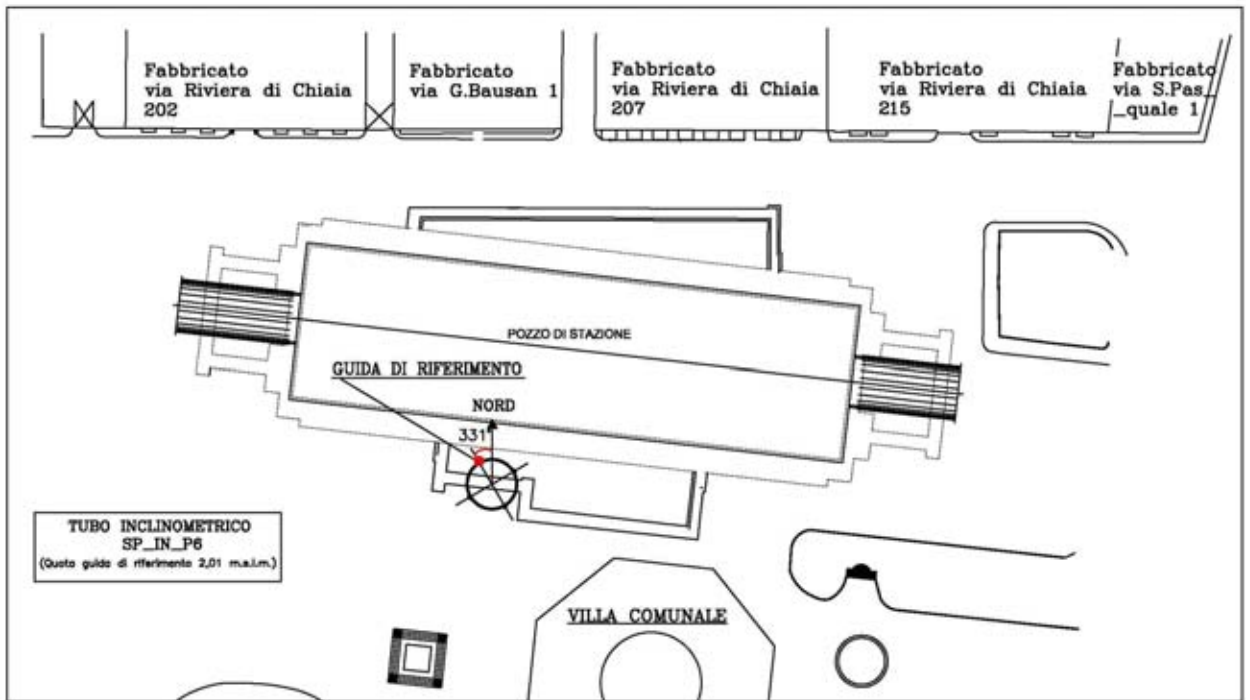 Fabbricato
via Riviera di Chiaia
202
Fabbricato
via G.Bausan 1
Fabbricato
via Riviera di Chiaia
207
Fabbricato
via Riviera di Chiaia
215
Fabbricato
via S.Pas_
_quale 1
POZZO DI STAZIONE
GUIDA DI RIFERIMENTO
NORD
331°
TUBO INCLINOMETRICO
SP_IN_P6
(Quota guida di riferimento 2,01 m.s.l.m.)
VILLA COMUNALE